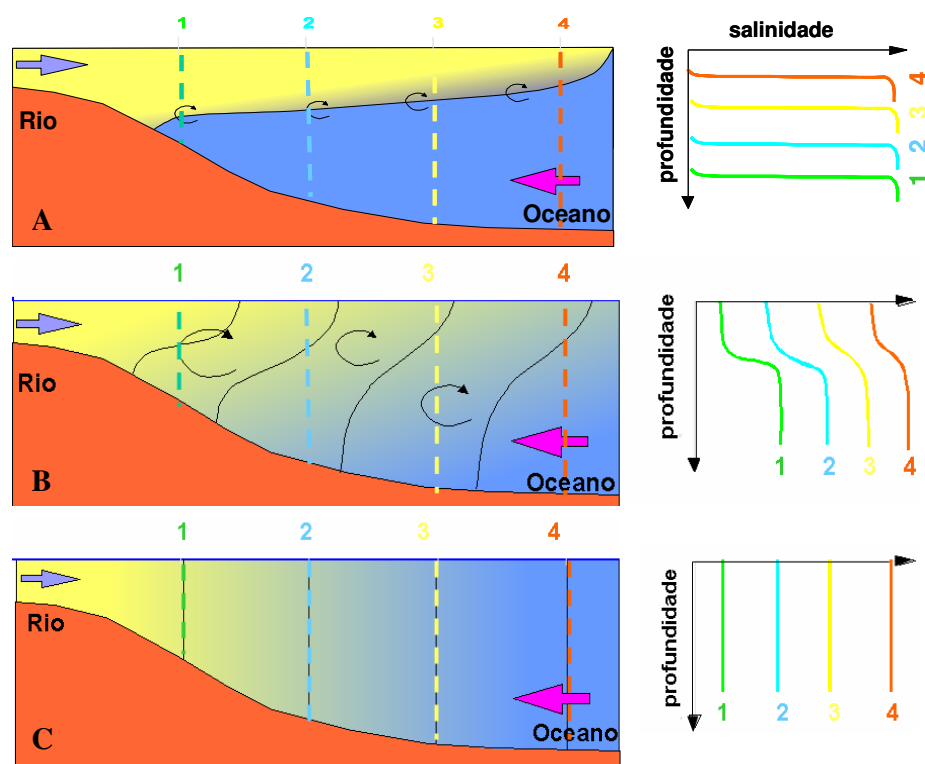 1 2 3 4
Rio
Oceano
A
salinidade
profundidade
4
3
2
1
1 2 3 4
Rio
Oceano
B
profundidade
1 2 3 4
1 2 3 4
Rio
Oceano
C
profundidade
1 2 3 4